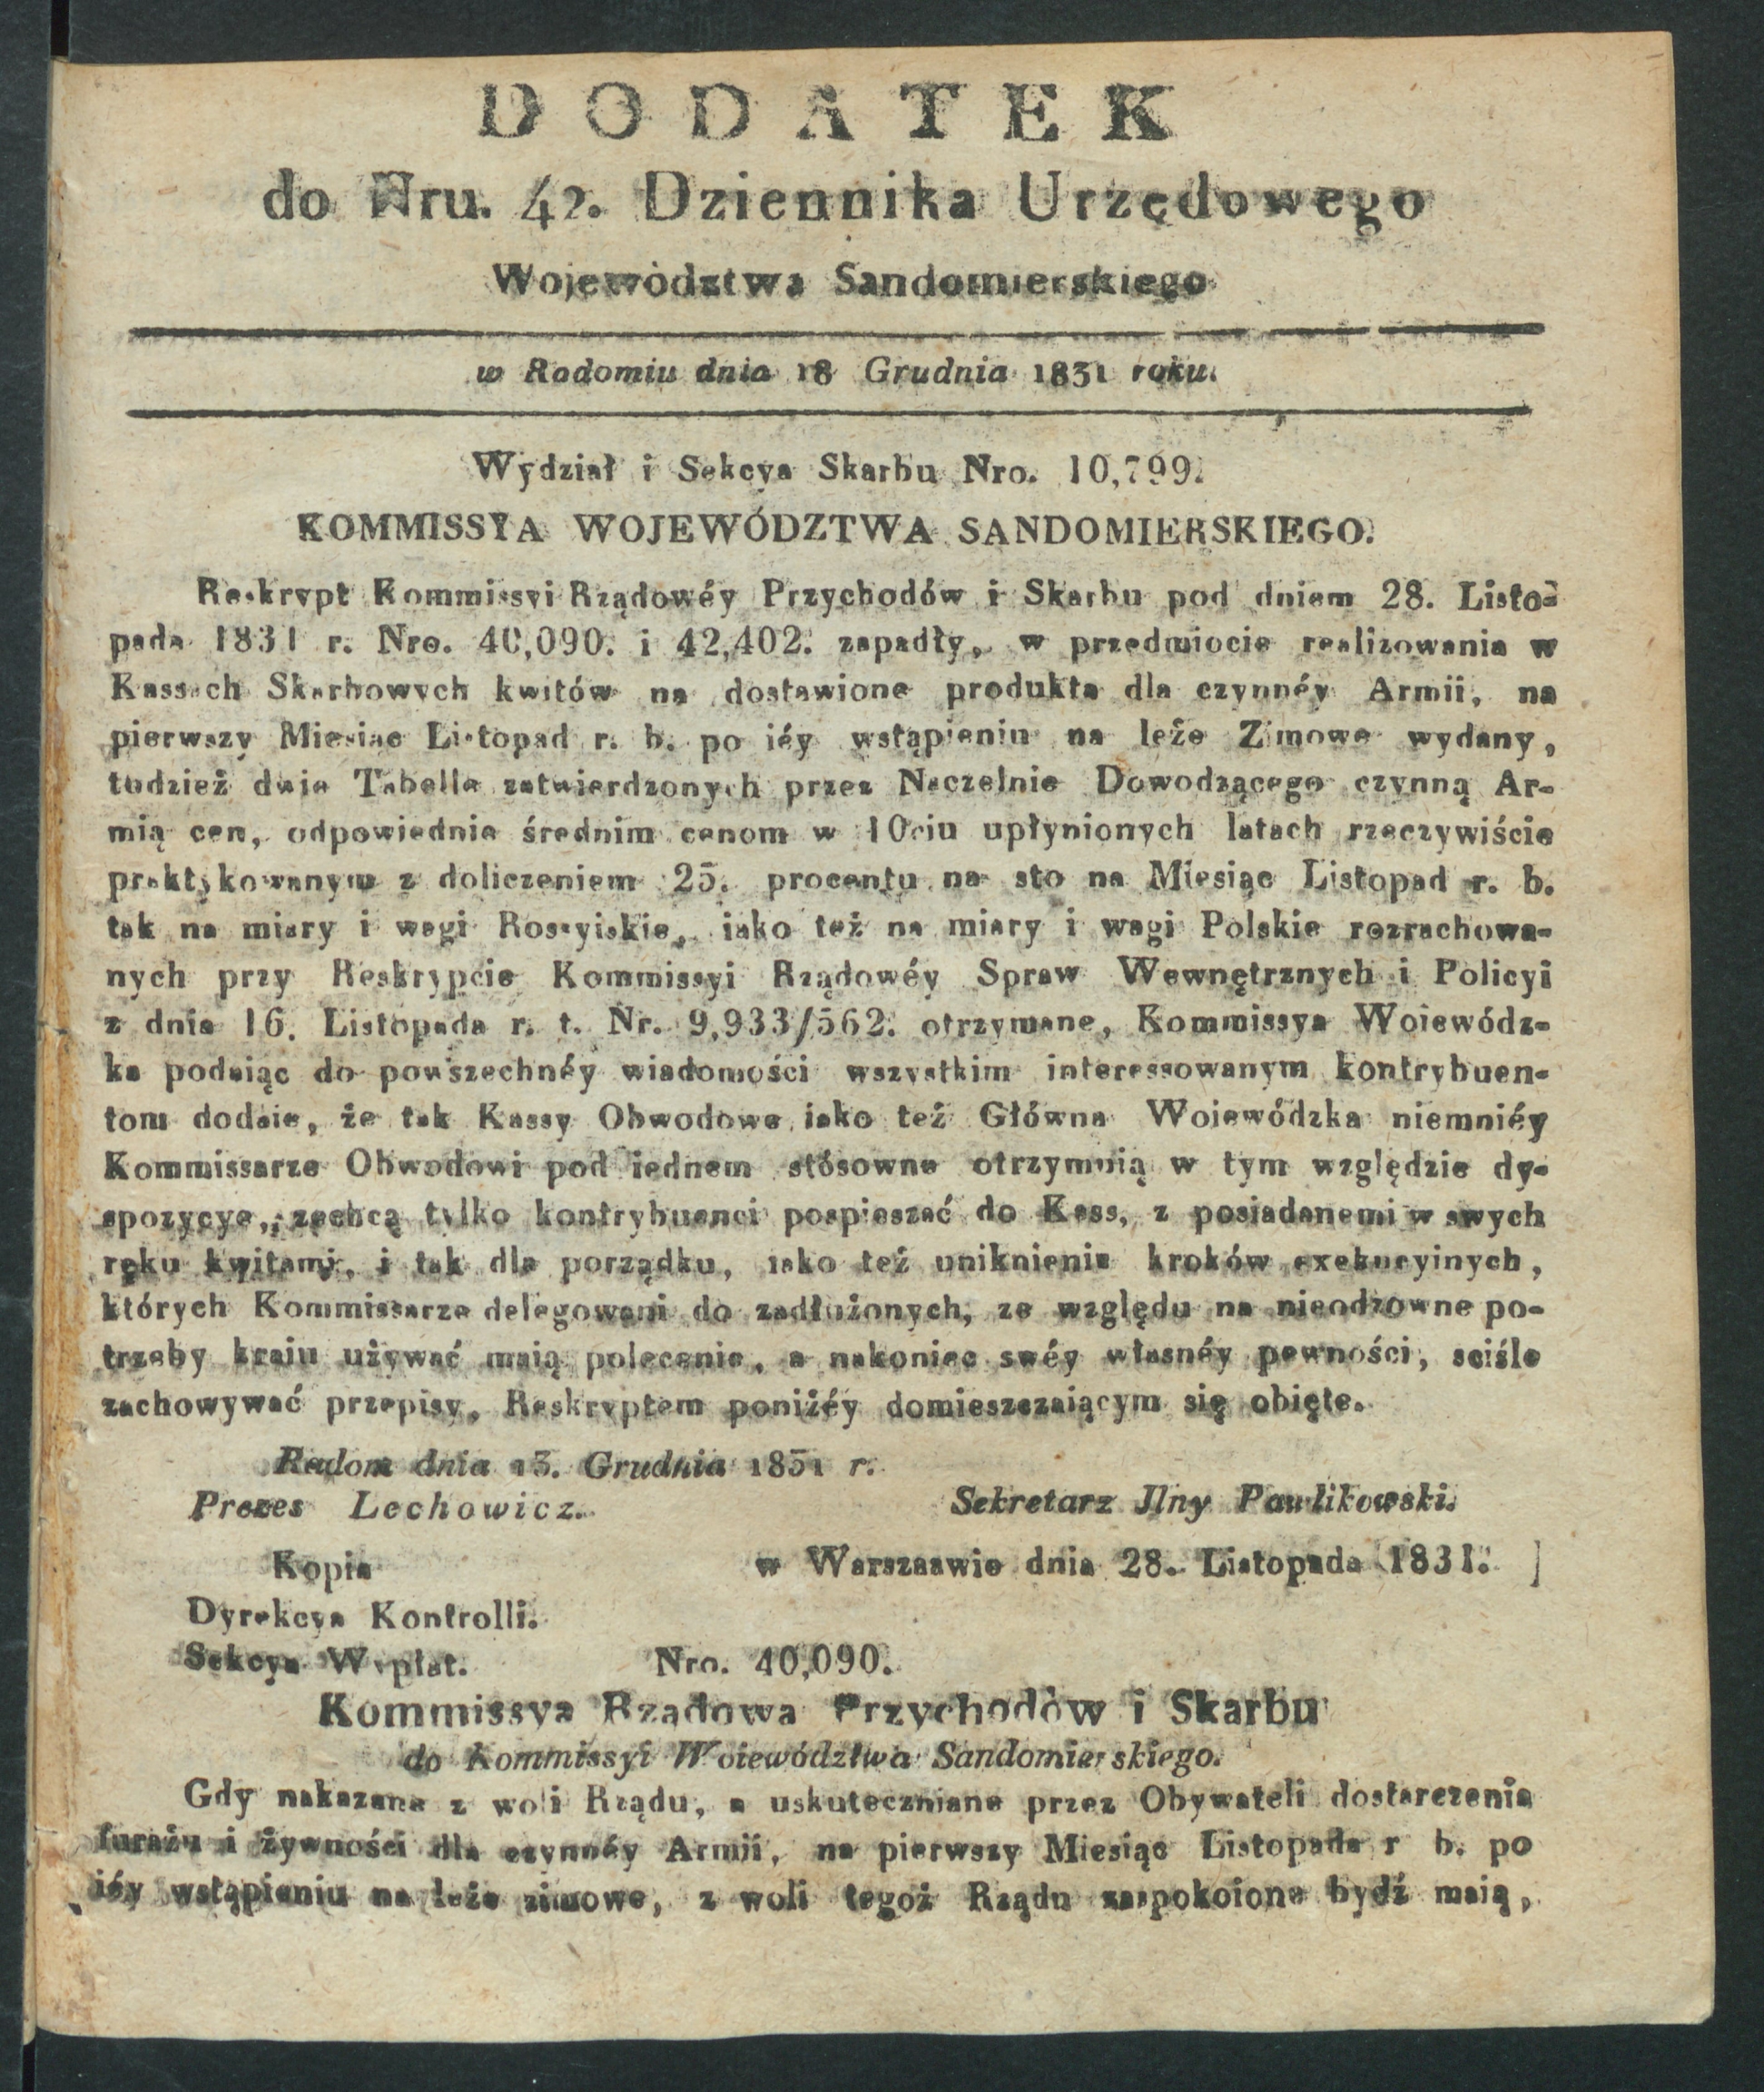 DODATEK
do Nru. 42. Dziennika Urzędowego
Województwa Sandomierskiego
w Radomiu dnia 18 Grudnia 1831 roku.
Wydział i Sekcya Skarbu Nro. 10,799.
KOMMISSYA WOJEWÓDZTWA SANDOMIERSKIEGO.
Reskrypt Kommissyi Rządowéy Przychodów i Skarbu pod dniem 28. Listo-
pada 1831 r. Nro. 40,090. i 42,402. zapadły, w przedmiocie realizowania w
Kassach Skarbowych kwitów na dostawione produkta dla czynnéy Armii, na
pierwszy Miesiąc Listopad r. b. po iéy wstąpieniu na leże Zimowe wydany,
tudzież dwie Tabelle zatwierdzonych przez Naczelnie Dowodzącego czynną Ar-
mią cen, odpowiednie średnim cenom w 10ciu upłynionych latach rzeczywiście
praktykowanym z doliczeniem 25. procentu na sto na Miesiąc Listopad r. b.
tak na miary i wagi Rossyiskie, iako też na miary i wagi Polskie rozrachowa-
nych przy Reskrypcie Kommissyi Rządowéy Spraw Wewnętrznych i Policyi
z dnia 16. Listopada r. t. Nr. 9,933/562. otrzymane, Kommissya Woiewódz-
ka podaiąc do powszechnéy wiadomości wszystkim interessowanym kontrybuen-
tom dodaie, że tak Kassy Obwodowe iako też Główna Woiewódzka niemniéy
Kommissarze Obwodowi pod iednem stósowne otrzymuią w tym względzie dy-
spozycye, zechcą tylko kontrybuenci pospieszać do Kass, z posiadanemi w swych
ręku kwitami, i tak dla porządku, iako też uniknienia kroków exekucyinych,
których Kommissarze delegowani do zadłużonych, ze względu na nieodzowne po-
trzeby kraiu używać maią polecenie, a nakoniec swéy własnéy pewności, sciśle
zachowywać przepisy, Reskryptem poniżéy domieszczaiącym się obięte.
Radom dnia 13. Grudnia 1831 r.
Prezes Lechowicz. Sekretarz Jlny Pawlikowski.
Kopia w Warszaawie dnia 28. Listopada 1831.
Dyrekcya Kontrolli.
Sekcya Wypłat. Nro. 40,090.
Kommissya Rządowa Przychodów i Skarbu
do Kommissyi Woiewództwa Sandomierskiego.
Gdy nakazane z woli Rządu, a uskutecznione przez Obywateli dostarczenia
furażu i żywności dla czynnéy Armii, na pierwszy Miesiąc Listopada r b. po
iéy wstąpieniu na leże zimowe, z woli tegoż Rządu zaspokoione bydź maią,